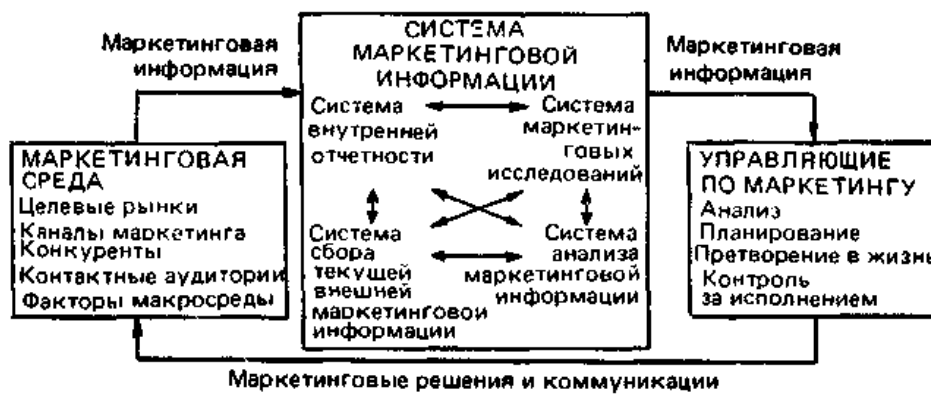 Маркетинговая
информация
СИСТЕМА
МАРКЕТИНГОВОЙ
ИНФОРМАЦИИ
Система
внутренней
отчетности
Система
маркетин-
говых
исследований
Система
сбора
текущей
внешней
маркетинговой
информации
Система
анализа
маркетинговой
информации
Маркетинговая
информация
МАРКЕТИНГОВАЯ
СРЕДА
Целевые рынки
Каналы маркетинга
Конкуренты
Контактные аудитории
Факторы макросреды
УПРАВЛЯЮЩИЕ
ПО МАРКЕТИНГУ
Анализ
Планирование
Претворение в жизнь
Контроль
за исполнением
Маркетинговые решения и коммуникации